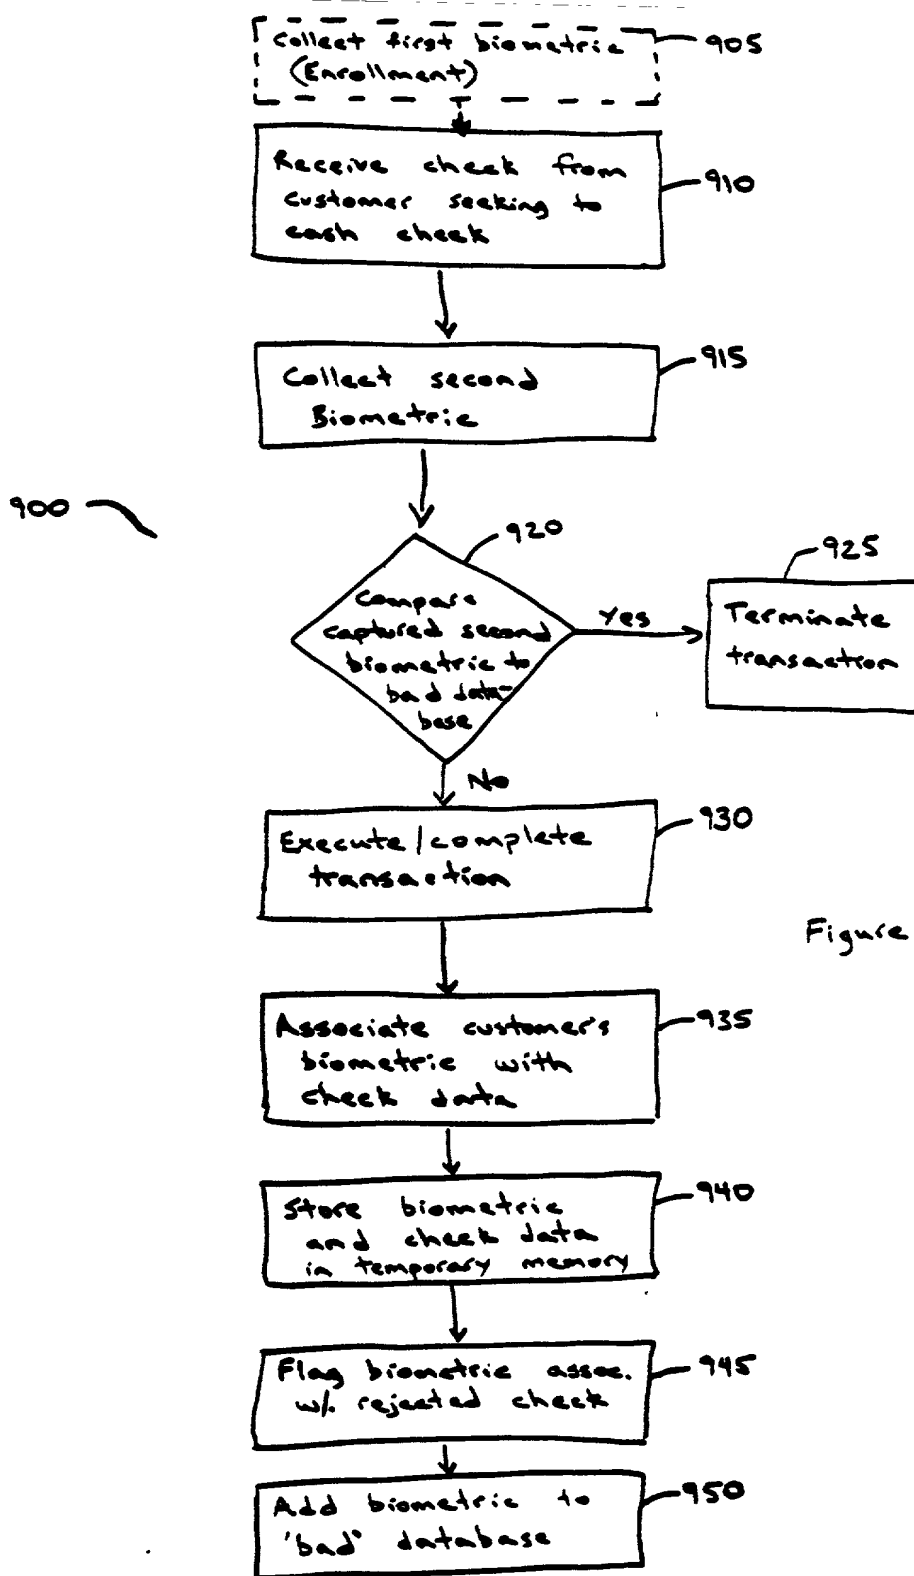 Collect first biometric
(Enrollment)
905
Receive check from
customer seeking to
cash check
910
Collect second
Biometric
915
900
920
Compare
captured second
biometric to
bad data-
base
Yes
925
Terminate
transaction
No
Execute/complete
transaction
930
Figure
Associate customer's
biometric with
check data
935
Store biometric
and check data
in temporary memory
940
Flag biometric assoc.
w/. rejected check
945
Add biometric to
"bad" database
950